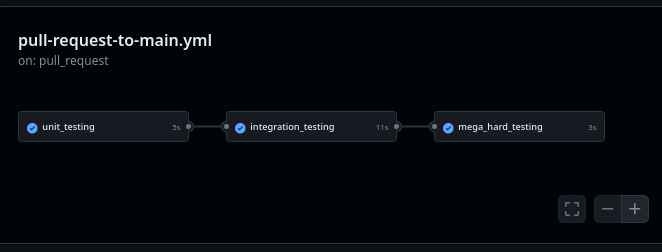 pull-request-to-main.yml
on: pull_request
unit_testing 5s
integration_testing 11s
mega_hard_testing 3s